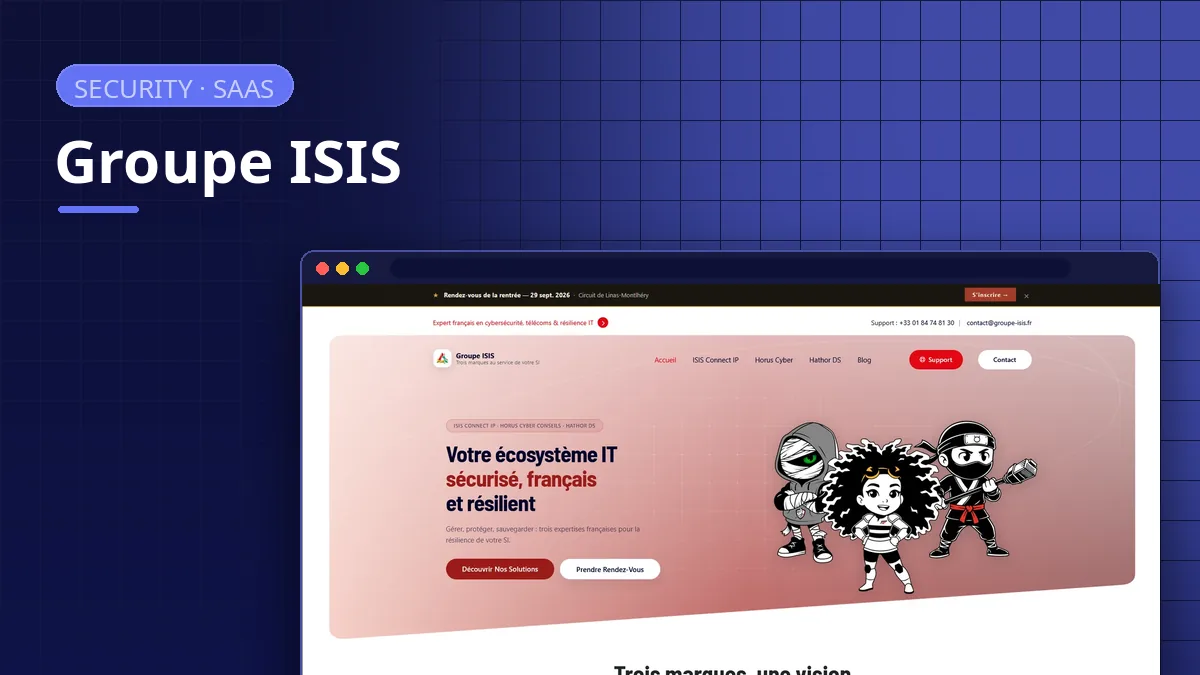 SECURITY · SAAS
Groupe ISIS
★ Rendez-vous de la rentrée — 29 sept. 2026 · Circuit de Linas-Montlhéry
S'inscrire → ×
Expert français en cybersécurité, télécoms & résilience IT
Support : +33 01 84 74 81 30 | contact@groupe-isis.fr
Groupe ISIS
Trois marques au service de votre SI
Accueil ISIS Connect IP Horus Cyber Hathor DS Blog Support Contact
ISIS CONNECT IP · HORUS CYBER CONSEILS · HATHOR DS
Votre écosystème IT
sécurisé, français
et résilient
Gérer, protéger, sauvegarder : trois expertises françaises pour la
résilience de votre SI.
Découvrir Nos Solutions Prendre Rendez-Vous
Trois marques, une vision